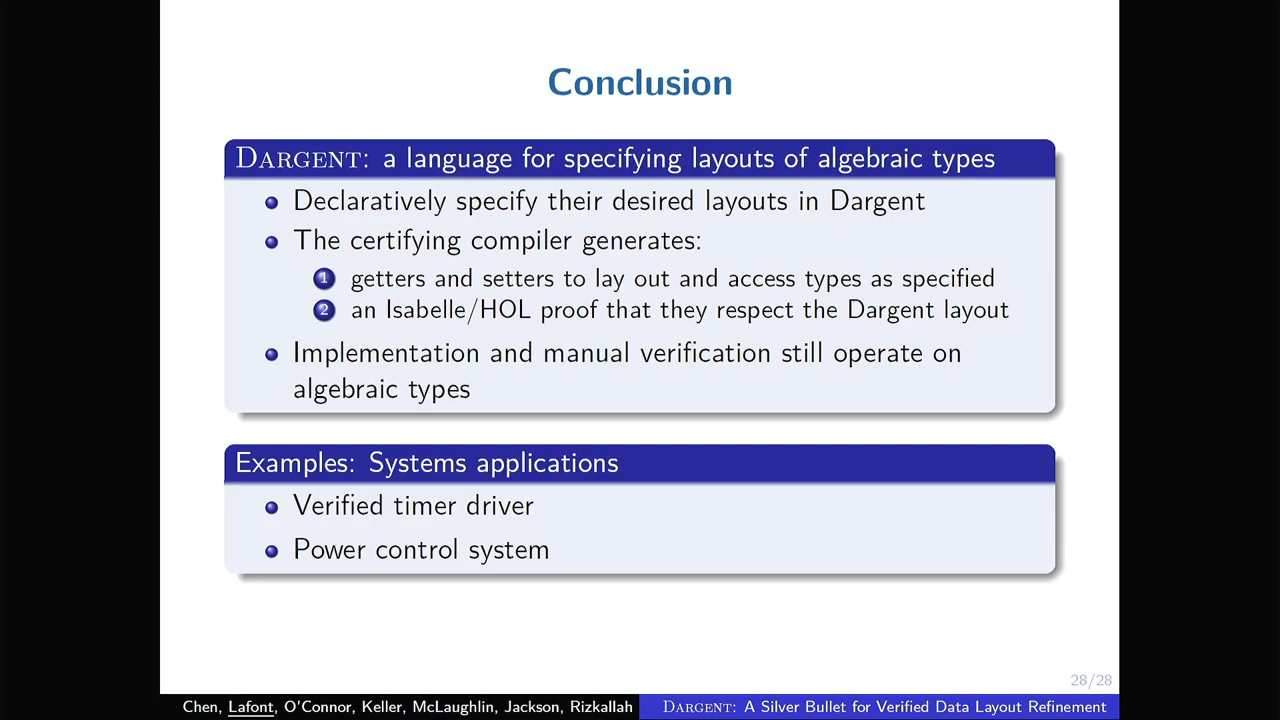 Conclusion
DARGENT: a language for specifying layouts of algebraic types
Declaratively specify their desired layouts in Dargent
The certifying compiler generates:
1 getters and setters to lay out and access types as specified
2 an Isabelle/HOL proof that they respect the Dargent layout
Implementation and manual verification still operate on
algebraic types
Examples: Systems applications
Verified timer driver
Power control system
28/28
Chen, Lafont, O'Connor, Keller, McLaughlin, Jackson, Rizkallah
DARGENT: A Silver Bullet for Verified Data Layout Refinement